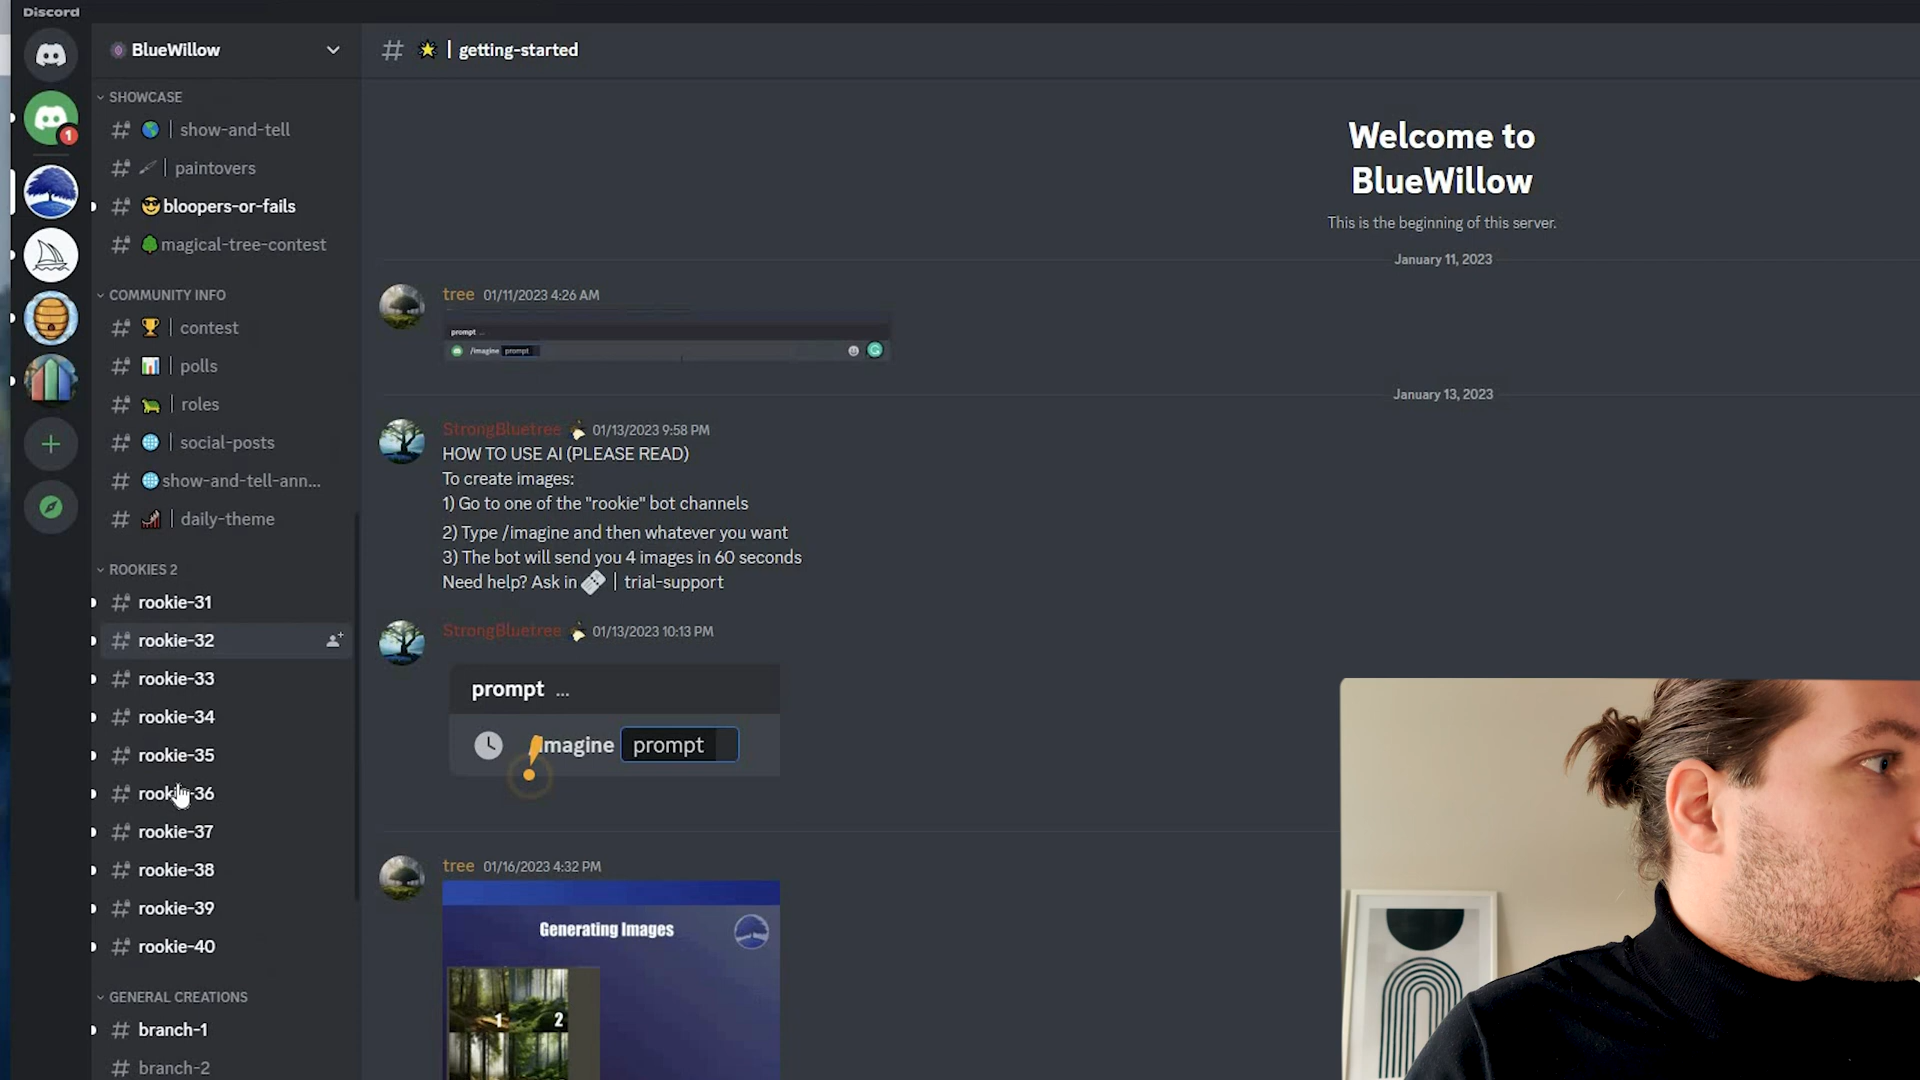 Discord
BlueWillow
SHOWCASE
show-and-tell
paintovers
bloopers-or-fails
magical-tree-contest
COMMUNITY INFO
contest
polls
roles
social-posts
show-and-tell-ann...
daily-theme
ROOKIES 2
rookie-31
rookie-32
rookie-33
rookie-34
rookie-35
rookie-36
rookie-37
rookie-38
rookie-39
rookie-40
GENERAL CREATIONS
branch-1
branch-2
1
# | getting-started
Welcome to
BlueWillow
This is the beginning of this server.
January 11, 2023
tree 01/11/2023 4:26 AM
prompt ...
/imagine prompt
January 13, 2023
StrongBluetree 01/13/2023 9:58 PM
HOW TO USE AI (PLEASE READ)
To create images:
1) Go to one of the "rookie" bot channels
2) Type /imagine and then whatever you want
3) The bot will send you 4 images in 60 seconds
Need help? Ask in | trial-support
StrongBluetree 01/13/2023 10:13 PM
prompt ...
imagine prompt
tree 01/16/2023 4:32 PM
Generating Images
1 2